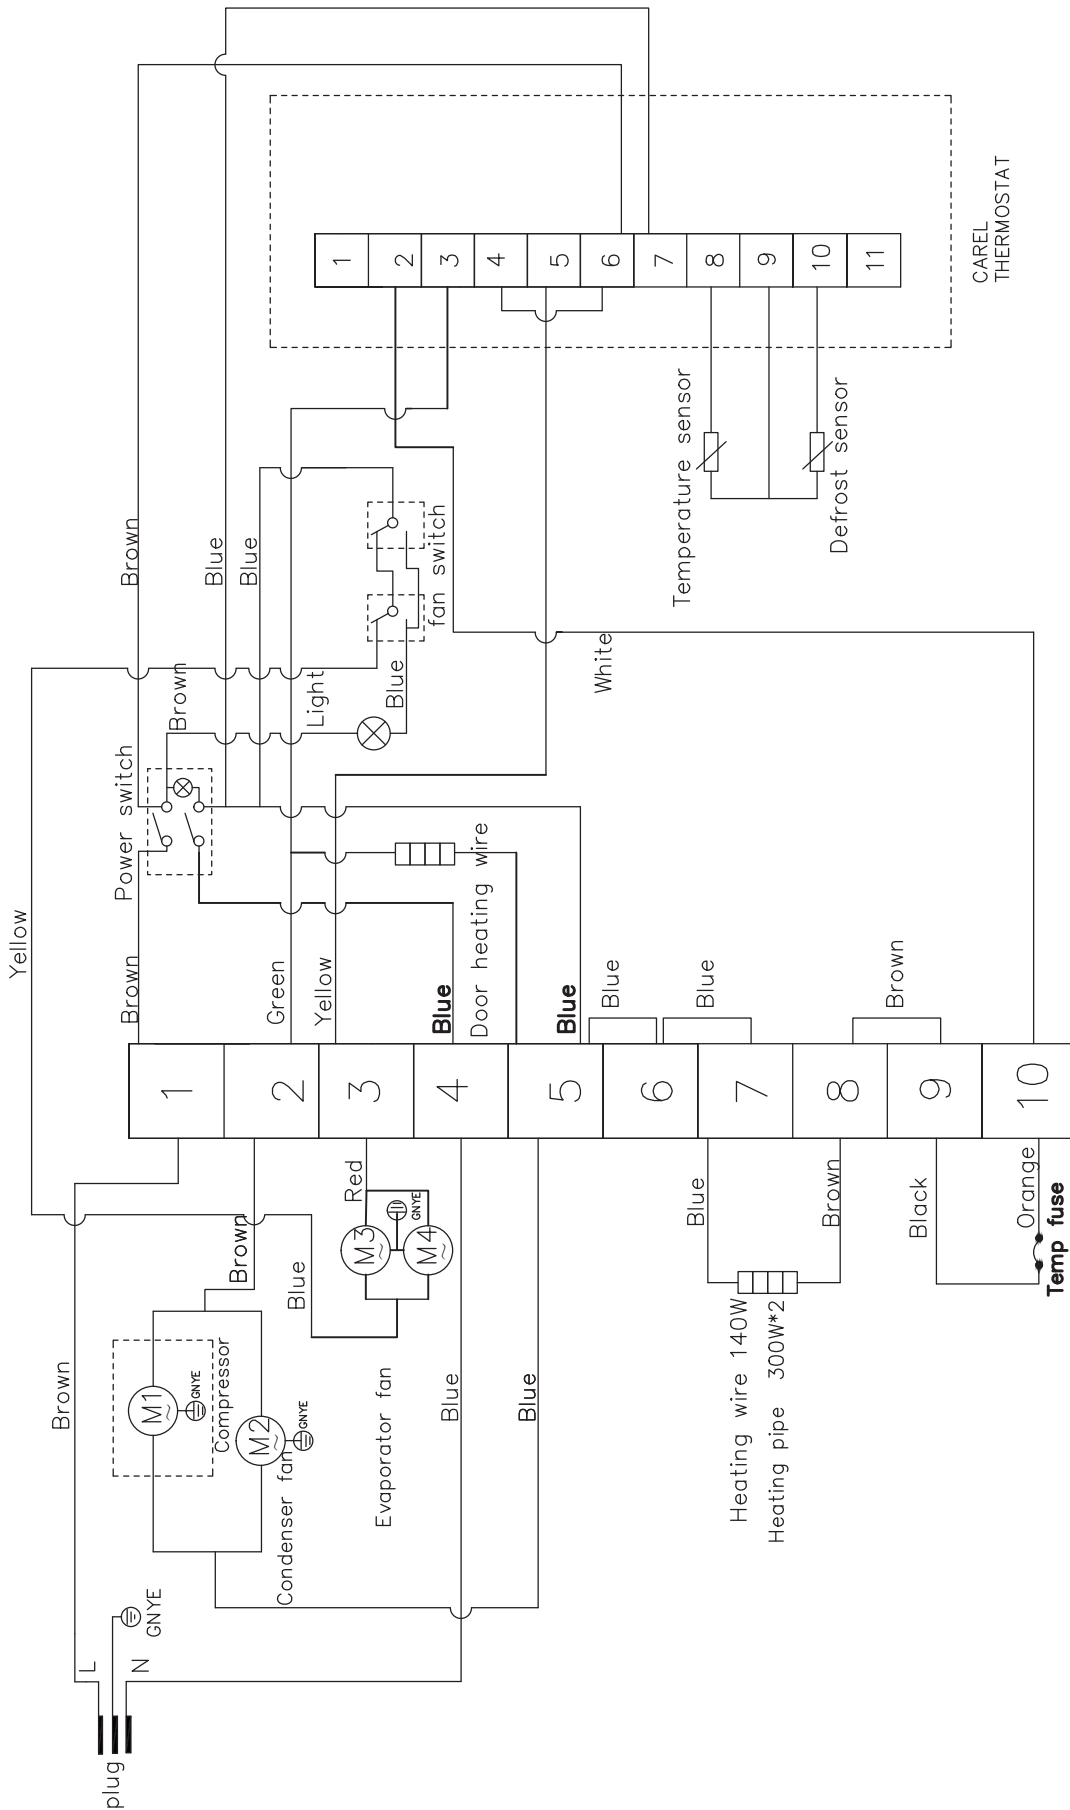 plug
L
N
GNYE
Brown
Yellow
M1
~
GNYE
Compressor
M2
~
GNYE
Condenser fan
Brown
Blue
M3
~
M4
~
GNYE
Evaporator fan
Red
Blue
Blue
Heating wire 140W
Heating pipe 300W*2
Blue
Brown
Black
Orange
Temp fuse
1
2
3
4
5
6
7
8
9
10
Brown
Green
Yellow
Blue
Door heating wire
Blue
Blue
Blue
Brown
Power switch
Brown
Light
Blue
fan switch
White
Brown
Blue
Blue
Temperature sensor
Defrost sensor
1
2
3
4
5
6
7
8
9
10
11
CAREL
THERMOSTAT